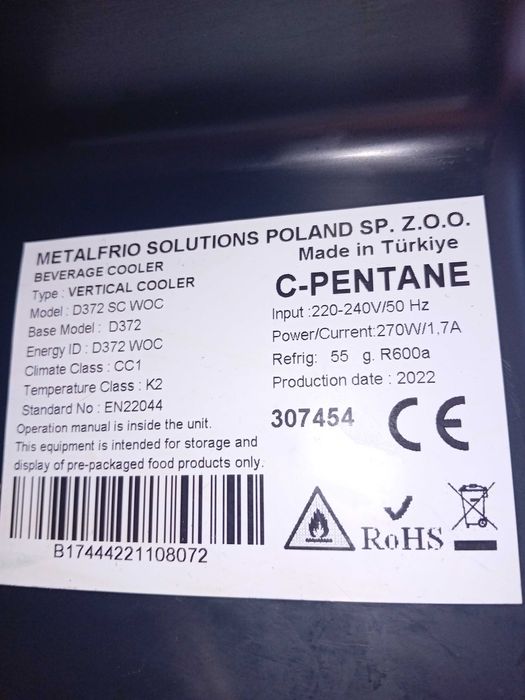 METALFRIO SOLUTIONS POLAND SP. Z.O.O.
BEVERAGE COOLER
Made in Türkiye
Type : VERTICAL COOLER
C-PENTANE
Model : D372 SC WOC
Input :220-240V/50 Hz
Base Model : D372
Power/Current:270W/1,7A
Energy ID : D372 WOC
Refrig: 55 g. R600a
Climate Class : CC1
Production date : 2022
Temperature Class : K2
Standard No : EN22044
307454
CE
Operation manual is inside the unit.
This equipment is intended for storage and
display of pre-packaged food products only.
B17444221108072
RoHS